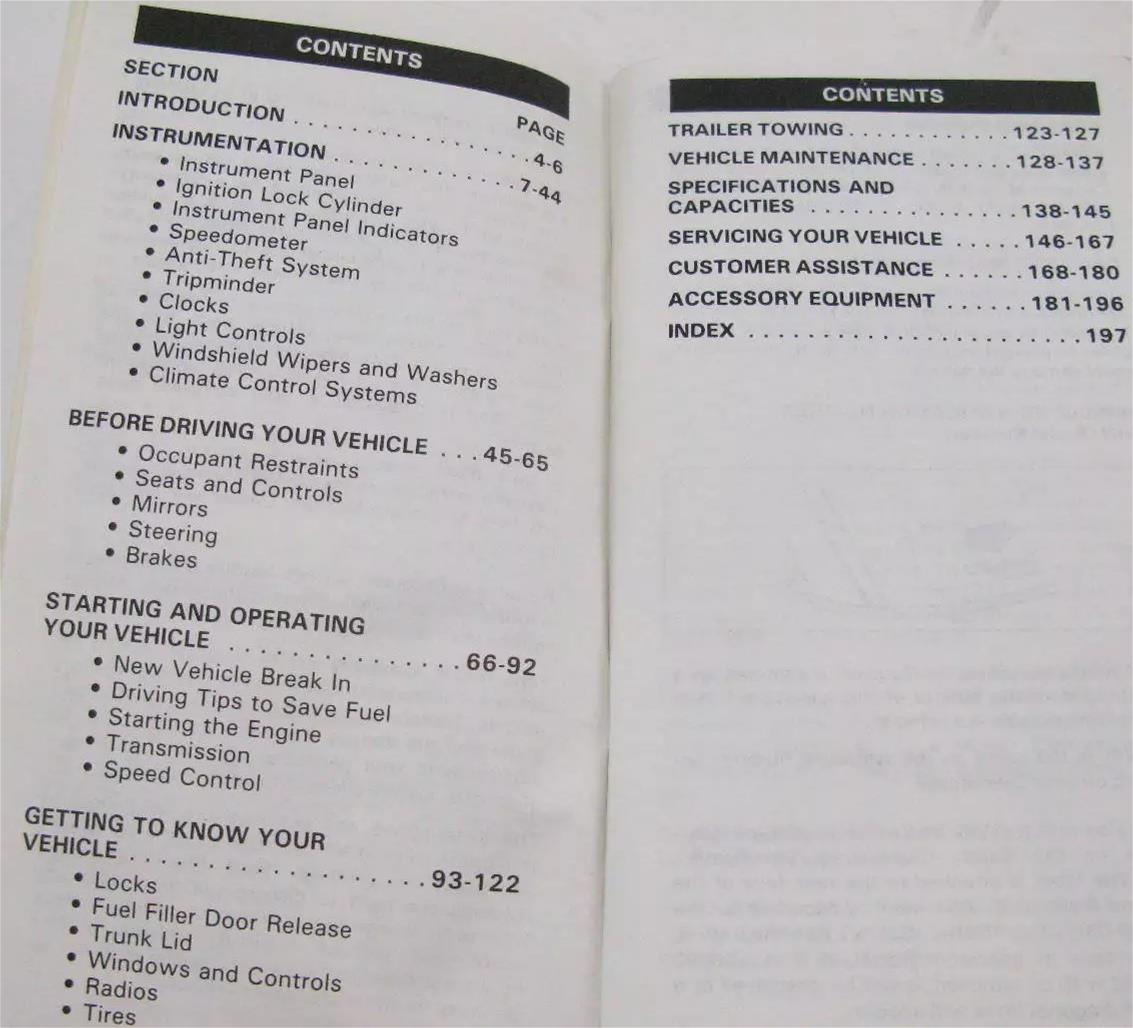 CONTENTS
SECTION
PAGE
INTRODUCTION . . . . . . . . . . . . . . . . . . 4-6
INSTRUMENTATION . . . . . . . . . . . . . . 7-44
• Instrument Panel
• Ignition Lock Cylinder
• Instrument Panel Indicators
• Speedometer
• Anti-Theft System
• Tripminder
• Clocks
• Light Controls
• Windshield Wipers and Washers
• Climate Control Systems
BEFORE DRIVING YOUR VEHICLE . . . 45-65
• Occupant Restraints
• Seats and Controls
• Mirrors
• Steering
• Brakes
STARTING AND OPERATING
YOUR VEHICLE . . . . . . . . . . . . . . . 66-92
• New Vehicle Break In
• Driving Tips to Save Fuel
• Starting the Engine
• Transmission
• Speed Control
GETTING TO KNOW YOUR
VEHICLE . . . . . . . . . . . . . . . . . . . 93-122
• Locks
• Fuel Filler Door Release
• Trunk Lid
• Windows and Controls
• Radios
• Tires
CONTENTS
TRAILER TOWING . . . . . . . . . . . . 123-127
VEHICLE MAINTENANCE . . . . . . . 128-137
SPECIFICATIONS AND
CAPACITIES . . . . . . . . . . . . . . . . 138-145
SERVICING YOUR VEHICLE . . . . . 146-167
CUSTOMER ASSISTANCE . . . . . . 168-180
ACCESSORY EQUIPMENT . . . . . . 181-196
INDEX . . . . . . . . . . . . . . . . . . . . . . . . 197